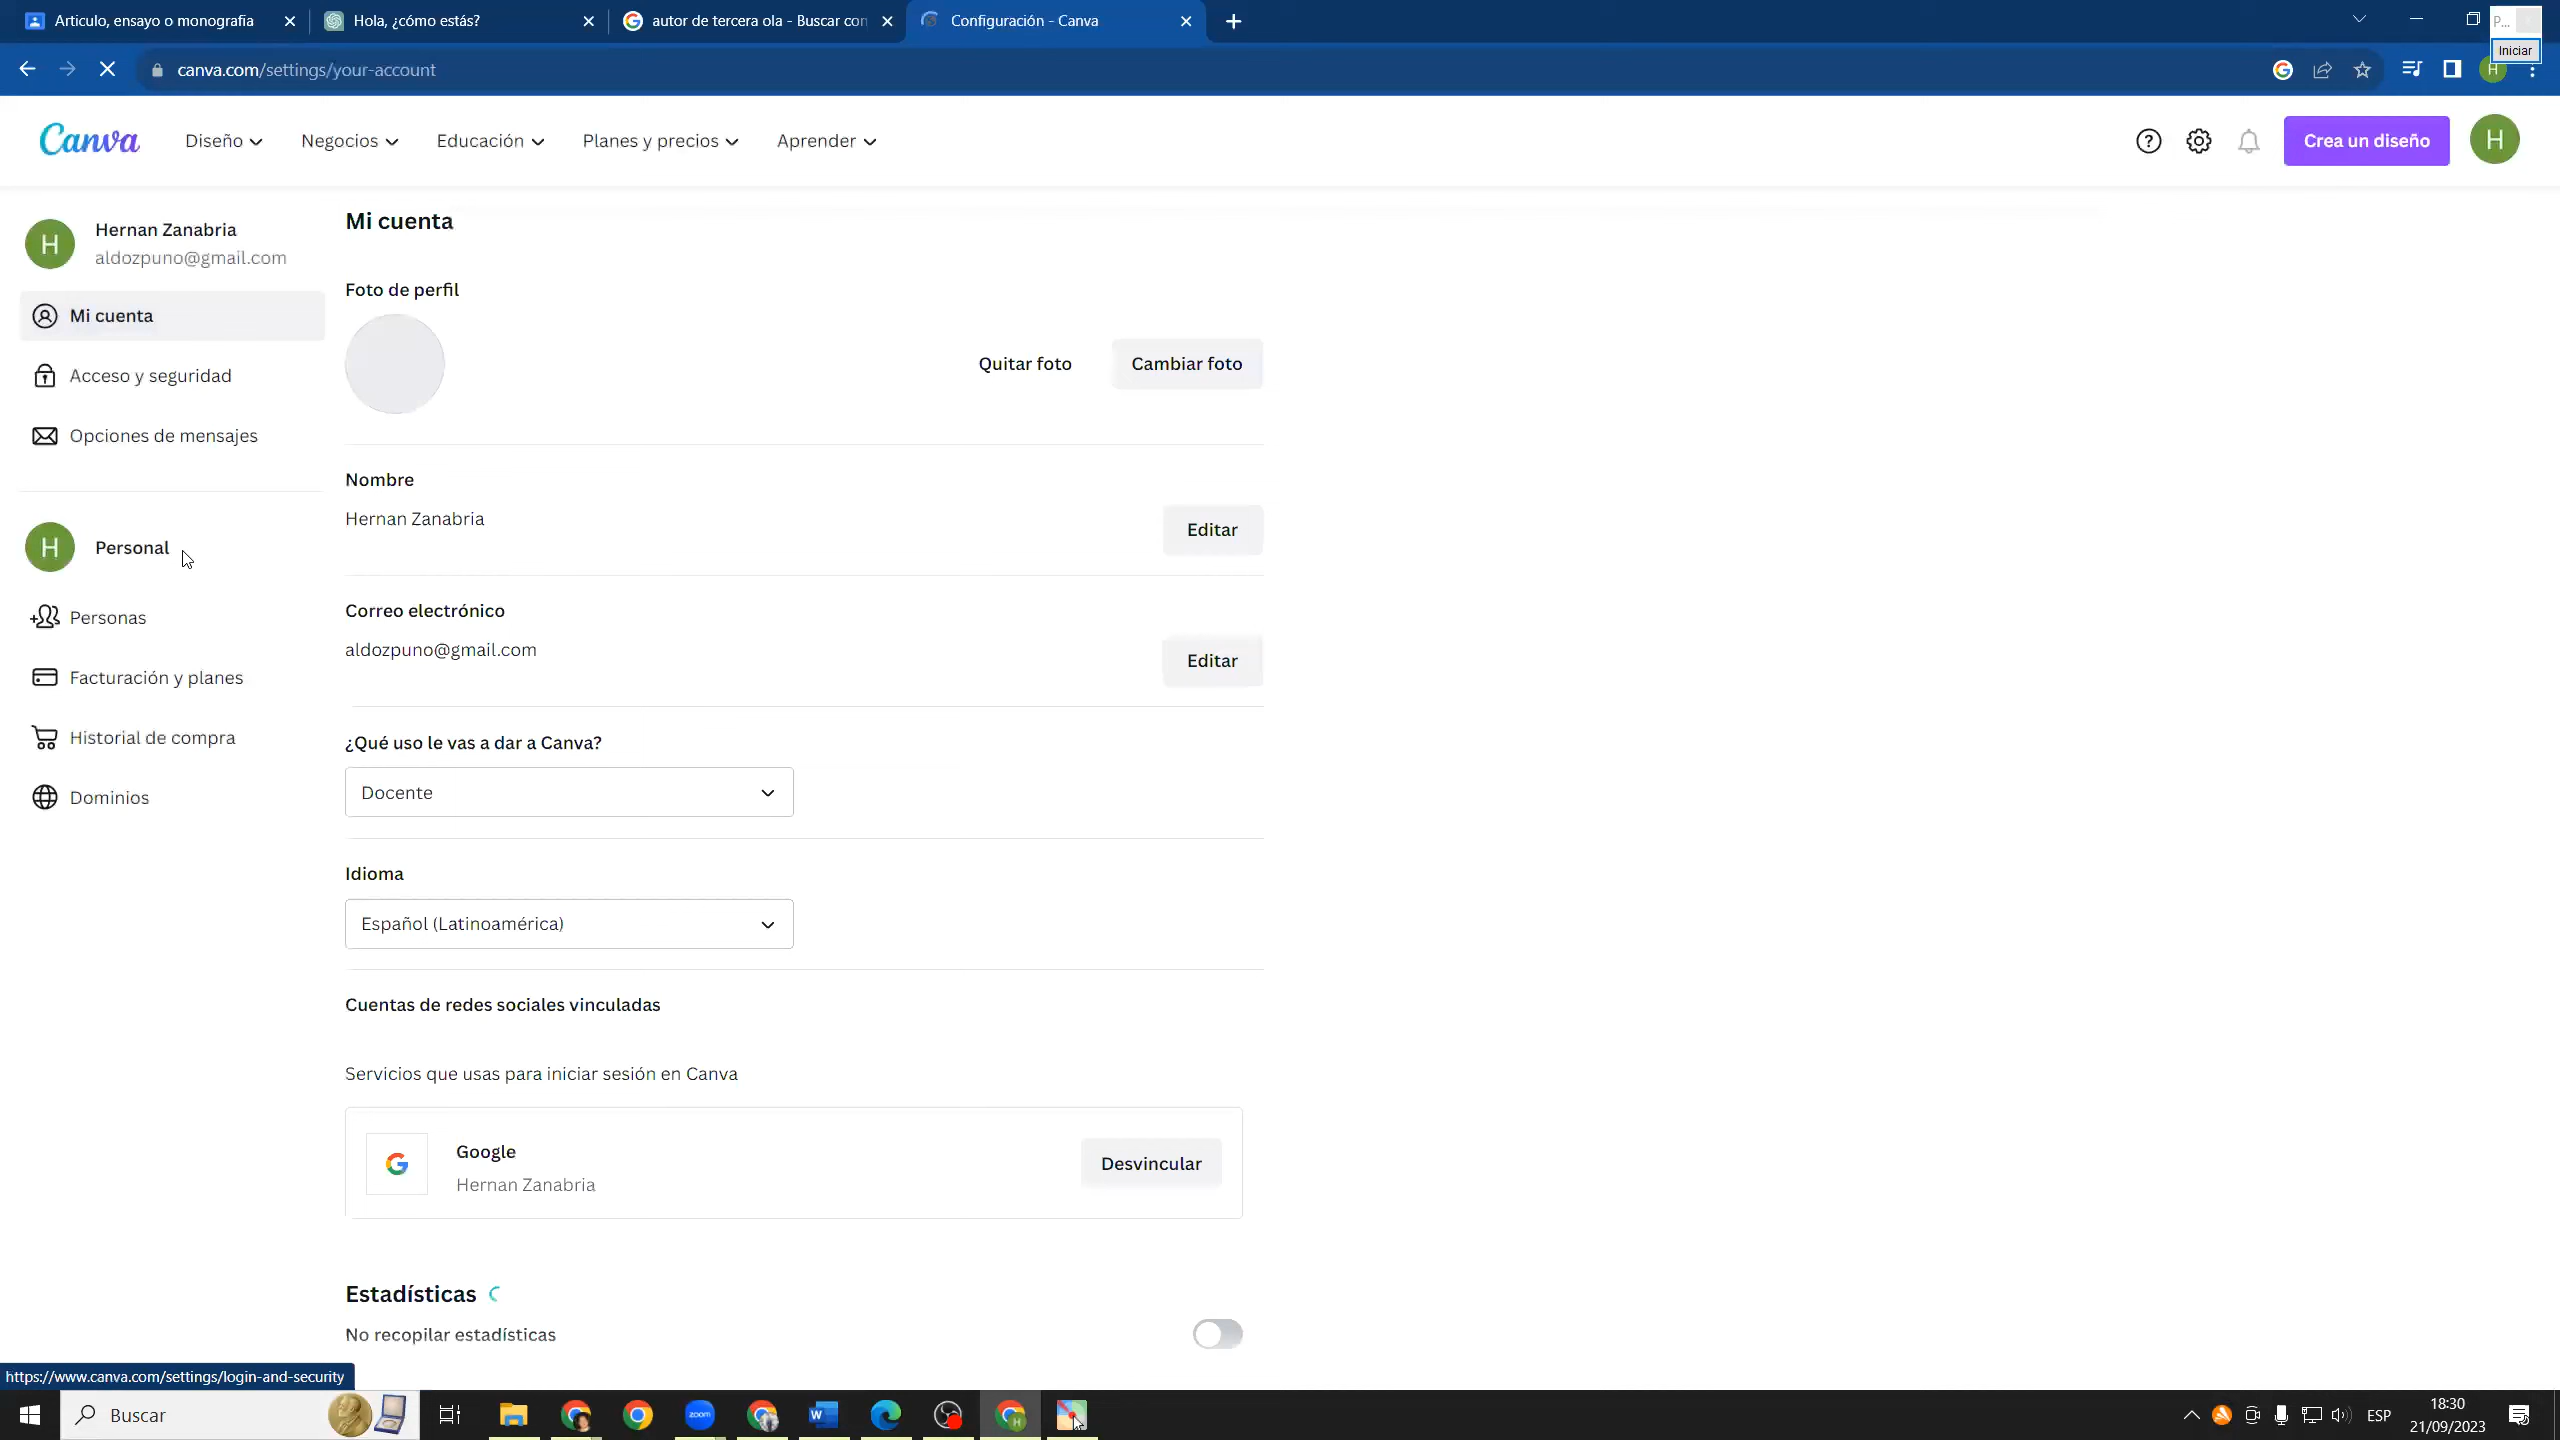 Articulo, ensayo o monografia
Hola, ¿cómo estás?
autor de tercera ola - Buscar con
Configuración - Canva
P...
Iniciar
canva.com/settings/your-account
H
Canva
Diseño
Negocios
Educación
Planes y precios
Aprender
Crea un diseño
H
H
Hernan Zanabria
aldozpuno@gmail.com
Mi cuenta
Acceso y seguridad
Opciones de mensajes
H
Personal
Personas
Facturación y planes
Historial de compra
Dominios
Mi cuenta
Foto de perfil
Quitar foto
Cambiar foto
Nombre
Hernan Zanabria
Editar
Correo electrónico
aldozpuno@gmail.com
Editar
¿Qué uso le vas a dar a Canva?
Docente
Idioma
Español (Latinoamérica)
Cuentas de redes sociales vinculadas
Servicios que usas para iniciar sesión en Canva
Google
Hernan Zanabria
Desvincular
Estadísticas
No recopilar estadísticas
https://www.canva.com/settings/login-and-security
Buscar
zoom
W
H
ESP
18:30
21/09/2023